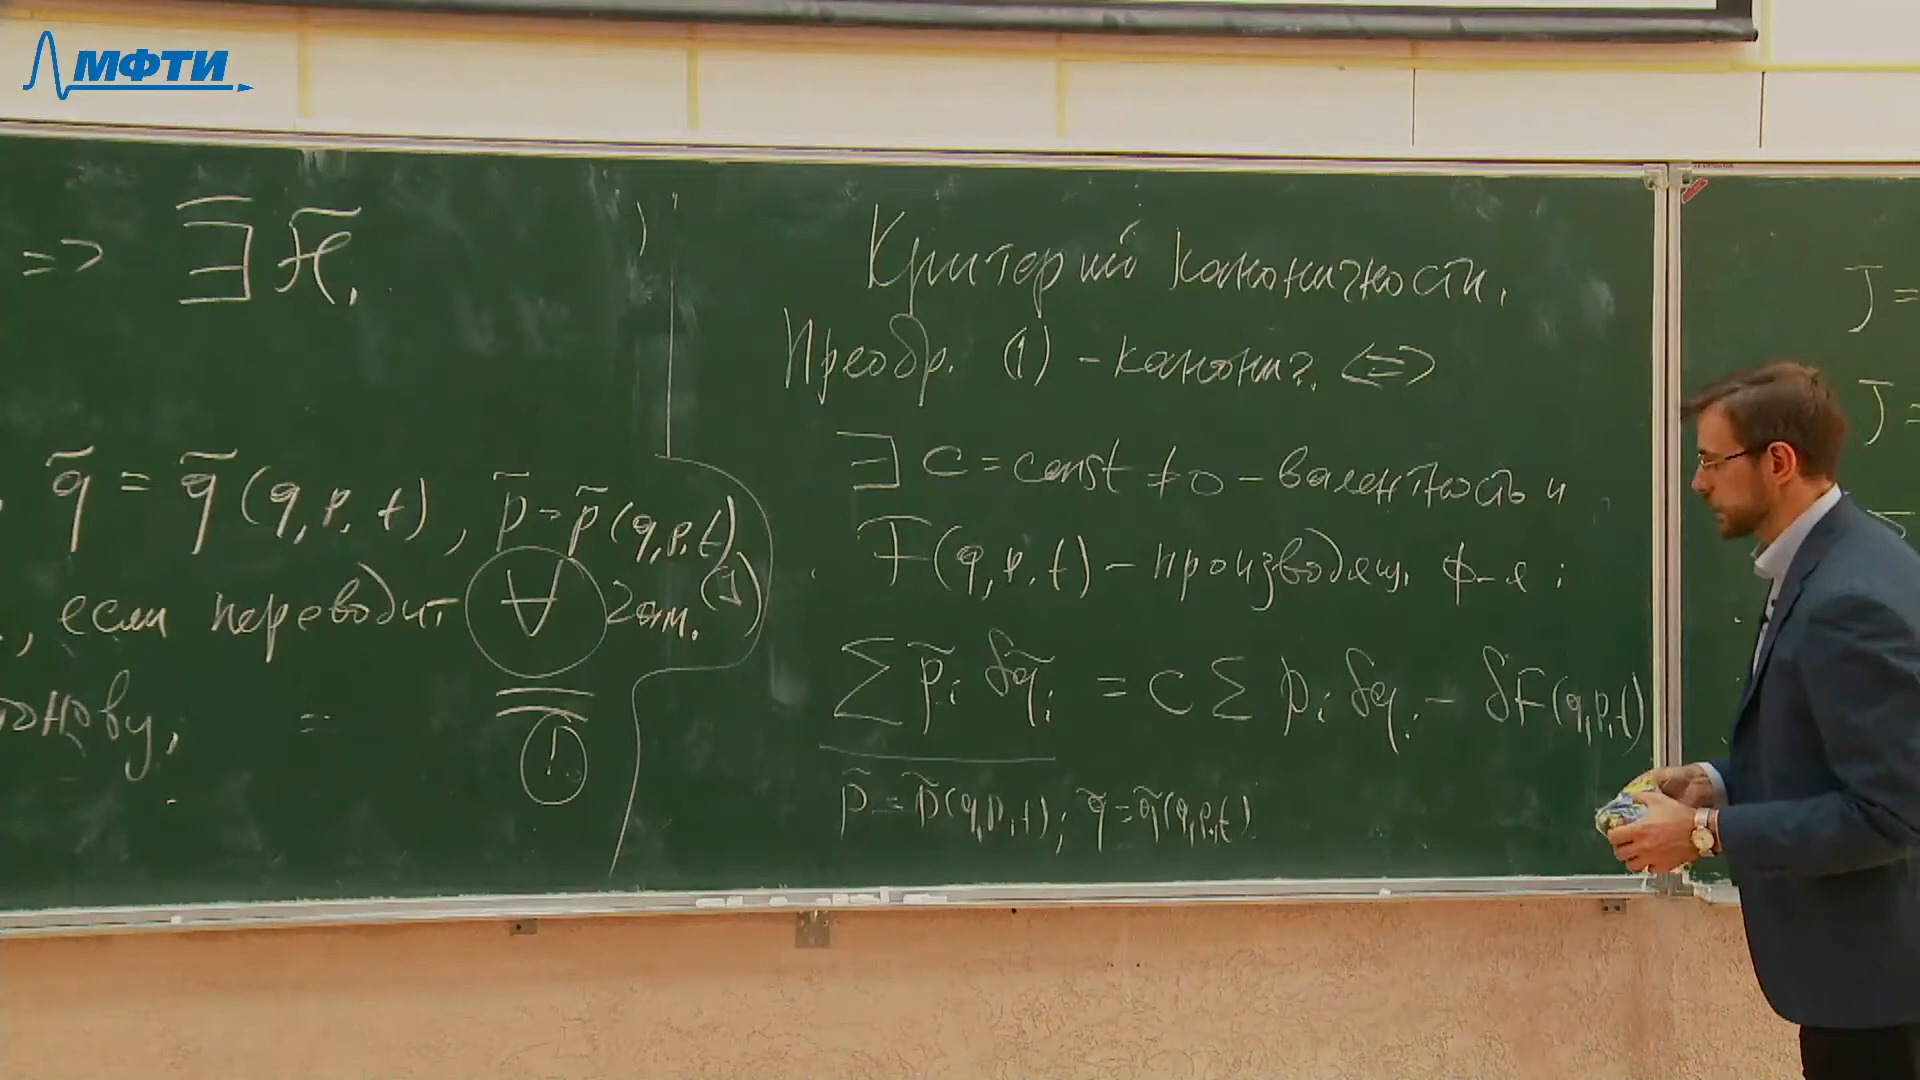 МФТИ
=> ∃ H̃.
q̃ = q̃(q,p,t), p̃ = p̃(q,p,t)
, если переводит ∀ гам. (1)
онову,
!
Критерий каноничности.
Преобр. (1) - канонич. <=>
∃ c = const ≠ 0 - валентность и
F(q,p,t) - производящ. ф-я :
∑ p̃i δq̃i = c ∑ pi δqi - δF(q,p,t)
p̃ = p̃(q,p,t); q̃ = q̃(q,p,t)
J =
J =